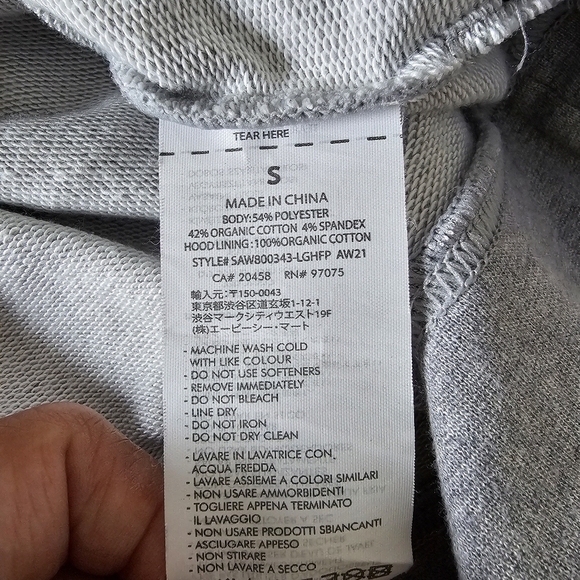 TEAR HERE
S
MADE IN CHINA
BODY:54% POLYESTER
42% ORGANIC COTTON 4% SPANDEX
HOOD LINING : 100%ORGANIC COTTON
STYLE# SAW800343-LGHFP AW21
CA# 20458 RN# 97075
輸入元:〒150-0043
東京都渋谷区道玄坂1-12-1
渋谷マークシティウエスト19F
(株)エービーシー・マート
- MACHINE WASH COLD
WITH LIKE COLOUR
- DO NOT USE SOFTENERS
- REMOVE IMMEDIATELY
- DO NOT BLEACH
- LINE DRY
- DO NOT IRON
- DO NOT DRY CLEAN
- LAVARE IN LAVATRICE CON
ACQUA FREDDA
- LAVARE ASSIEME A COLORI SIMILARI
- NON USARE AMMORBIDENTI
- TOGLIERE APPENA TERMINATO
IL LAVAGGIO
- NON USARE PRODOTTI SBIANCANTI
- ASCIUGARE APPESO
- NON STIRARE
- NON LAVARE A SECCO